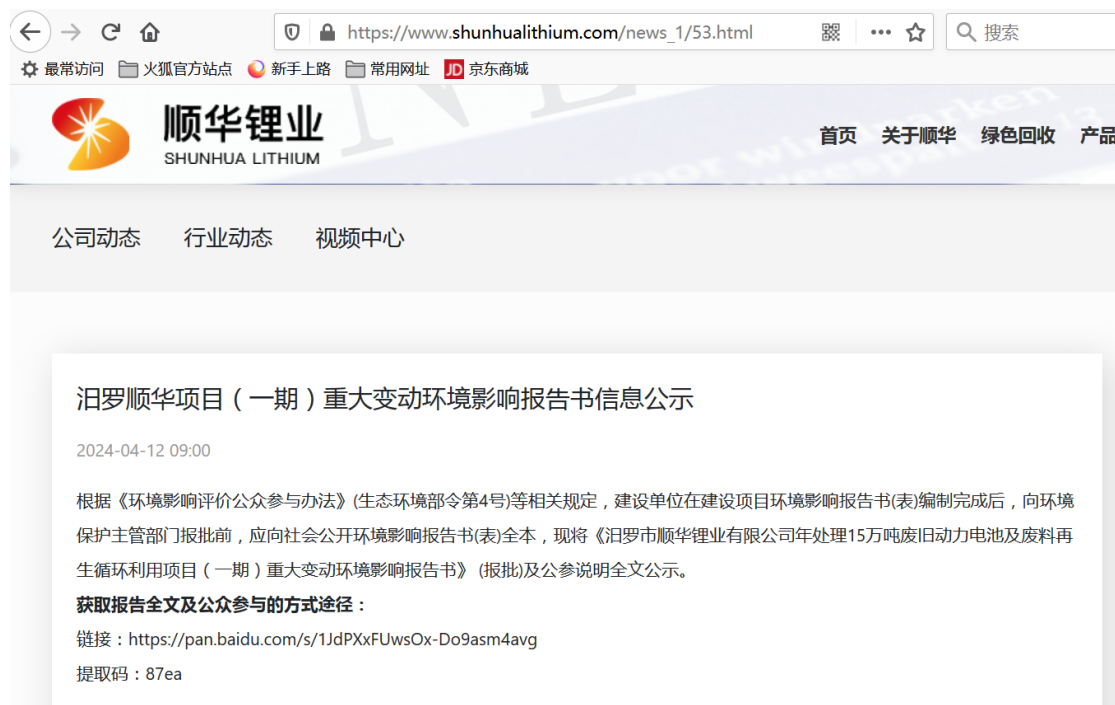 https://www.shunhualithium.com/news_1/53.html
搜索
最常访问 火狐官方站点 新手上路 常用网址 JD 京东商城
顺华锂业
SHUNHUA LITHIUM
首页 关于顺华 绿色回收 产品
公司动态 行业动态 视频中心
汨罗顺华项目（一期）重大变动环境影响报告书信息公示
2024-04-12 09:00
根据《环境影响评价公众参与办法》(生态环境部令第4号)等相关规定，建设单位在建设项目环境影响报告书(表)编制完成后，向环境
保护主管部门报批前，应向社会公开环境影响报告书(表)全本，现将《汨罗市顺华锂业有限公司年处理15万吨废旧动力电池及废料再
生循环利用项目（一期）重大变动环境影响报告书》 (报批)及公参说明全文公示。
获取报告全文及公众参与的方式途径：
链接：https://pan.baidu.com/s/1JdPXxFUwsOx-Do9asm4avg
提取码：87ea